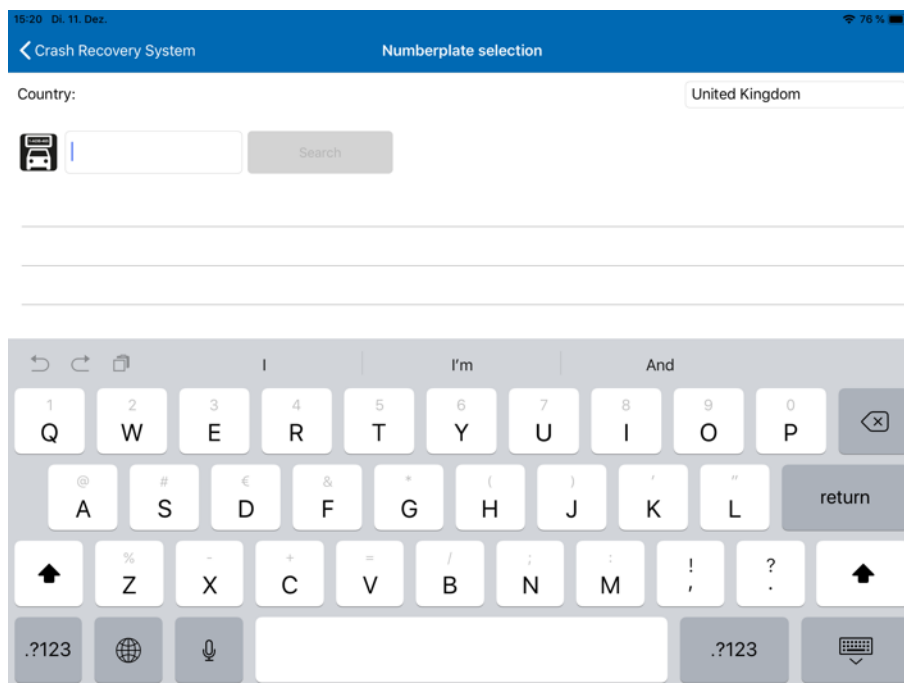 15:20 Di. 11. Dez. 76 %
Crash Recovery System Numberplate selection
Country: United Kingdom
Search
I I'm And
1 2 3 4 5 6 7 8 9 0
Q W E R T Y U I O P
@ # € & * ( ) ' "
A S D F G H J K L return
% - + = / ; : ! ?
Z X C V B N M , .
.?123 .?123